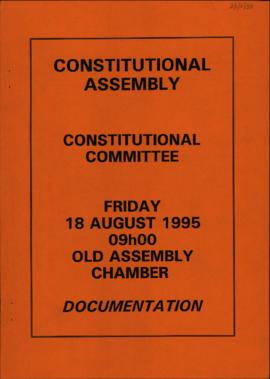 CONSTITUTIONAL
ASSEMBLY
CONSTITUTIONAL
COMMITTEE
FRIDAY
18 AUGUST 1995
09h00
OLD ASSEMBLY
CHAMBER
DOCUMENTATION